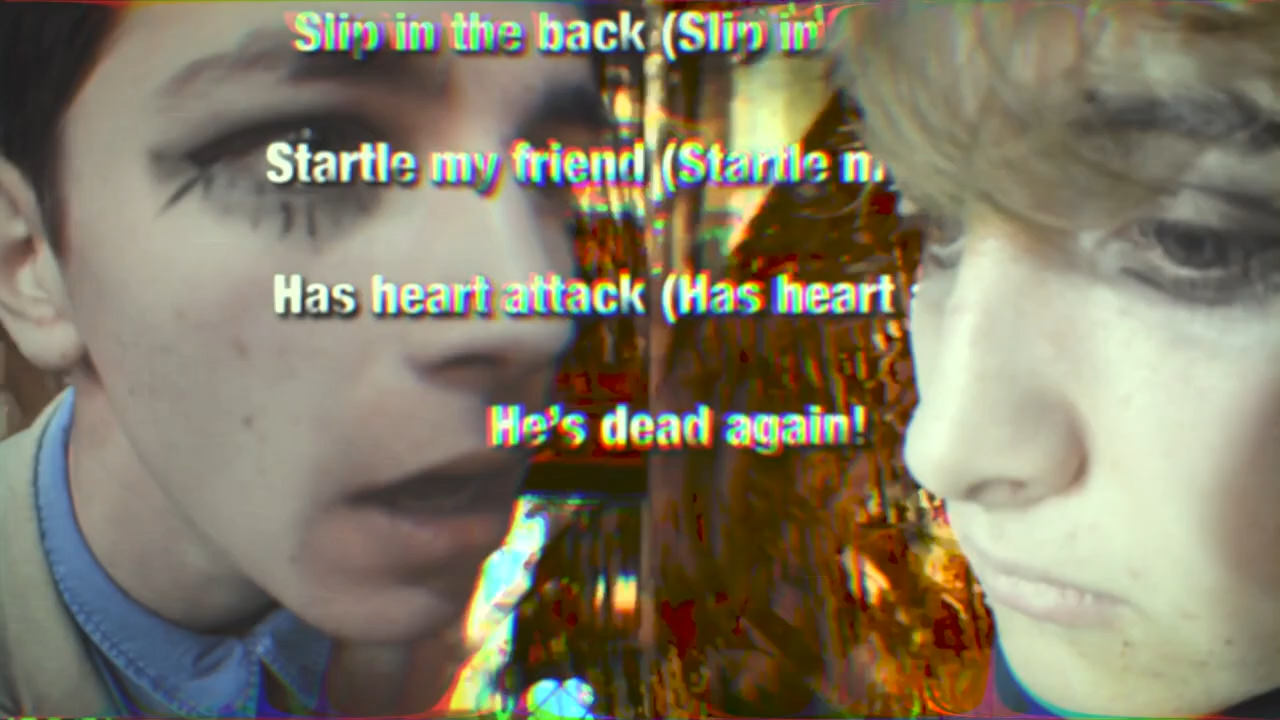 Slip in the back (Slip in
Startle my friend (Startle
Has heart attack (Has heart
He's dead again!